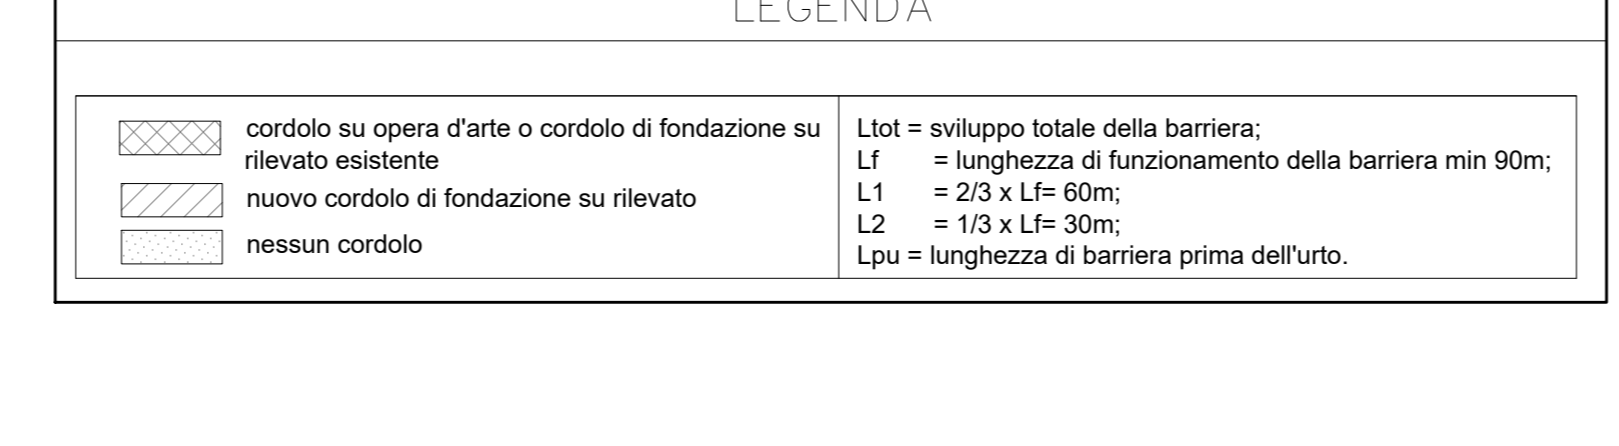 LEGENDA
cordolo su opera d'arte o cordolo di fondazione su
rilevato esistente
nuovo cordolo di fondazione su rilevato
nessun cordolo
Ltot = sviluppo totale della barriera;
Lf = lunghezza di funzionamento della barriera min 90m;
L1 = 2/3 x Lf= 60m;
L2 = 1/3 x Lf= 30m;
Lpu = lunghezza di barriera prima dell'urto.